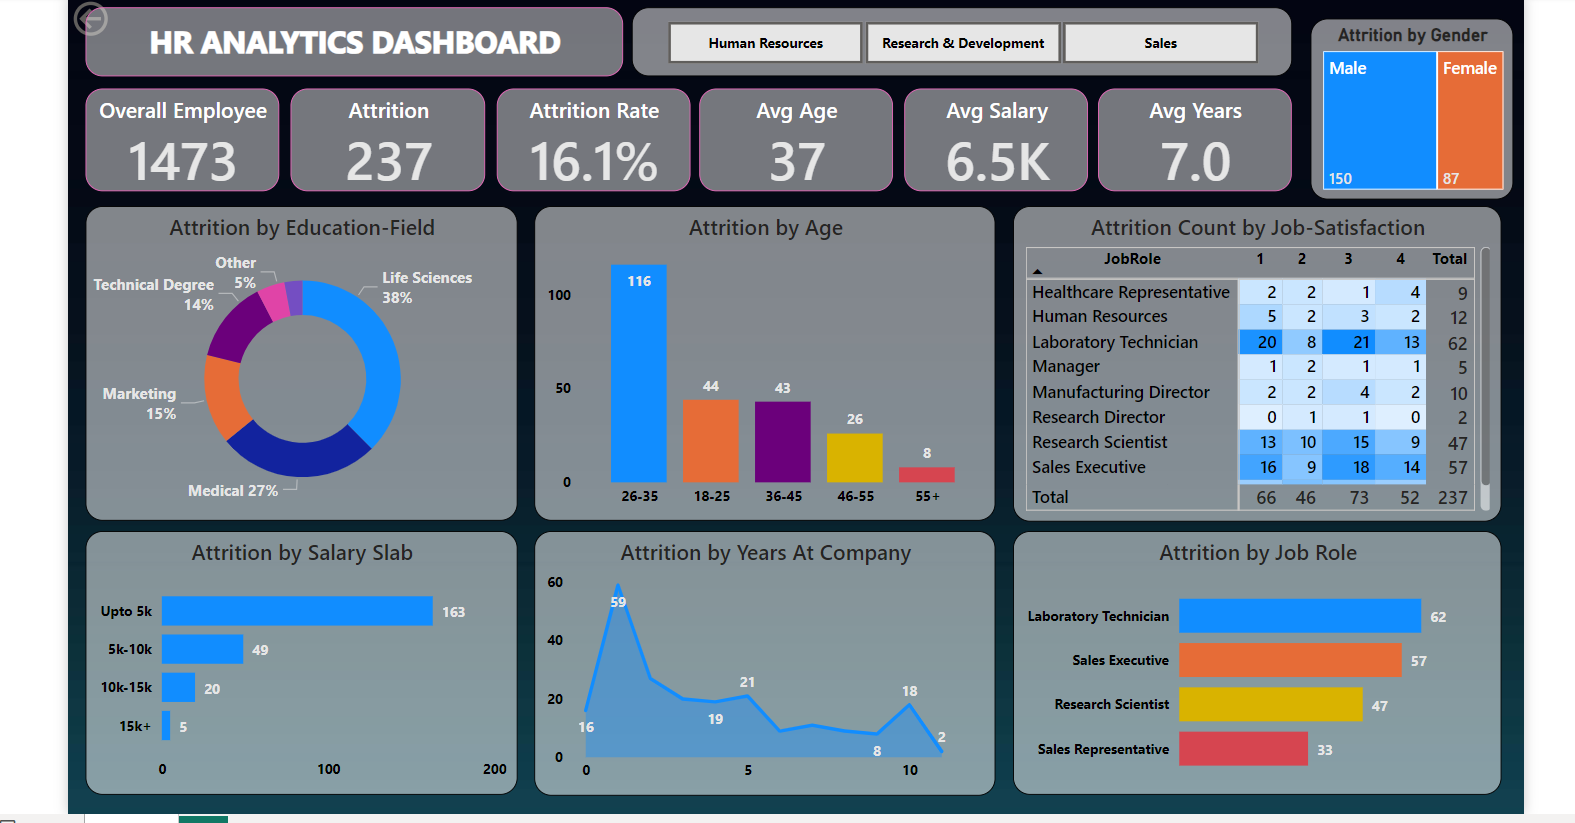 HR ANALYTICS DASHBOARD
Human Resources
Research & Development
Sales
Attrition by Gender
Male
150
Female
87
Overall Employee
1473
Attrition
237
Attrition Rate
16.1%
Avg Age
37
Avg Salary
6.5K
Avg Years
7.0
Attrition by Education-Field
Other
5%
Technical Degree
14%
Life Sciences
38%
Marketing
15%
Medical 27%
Attrition by Age
100
50
0
116
44
43
26
8
26-35 18-25 36-45 46-55 55+
Attrition Count by Job-Satisfaction
JobRole 1 2 3 4 Total
Healthcare Representative 2 2 1 4 9
Human Resources 5 2 3 2 12
Laboratory Technician 20 8 21 13 62
Manager 1 2 1 1 5
Manufacturing Director 2 2 4 2 10
Research Director 0 1 1 0 2
Research Scientist 13 10 15 9 47
Sales Executive 16 9 18 14 57
Total 66 46 73 52 237
Attrition by Salary Slab
Upto 5k 163
5k-10k 49
10k-15k 20
15k+ 5
0 100 200
Attrition by Years At Company
60
40
20
0
16
59
19
21
8
18
2
0 5 10
Attrition by Job Role
Laboratory Technician 62
Sales Executive 57
Research Scientist 47
Sales Representative 33